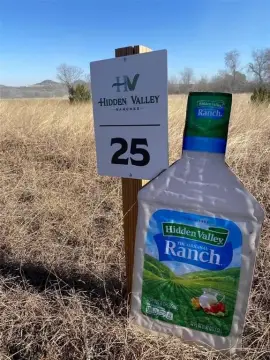 HV
HIDDEN VALLEY
RANCHES
25
Hidden Valley
Ranch
Hidden Valley
THE ORIGINAL
Ranch